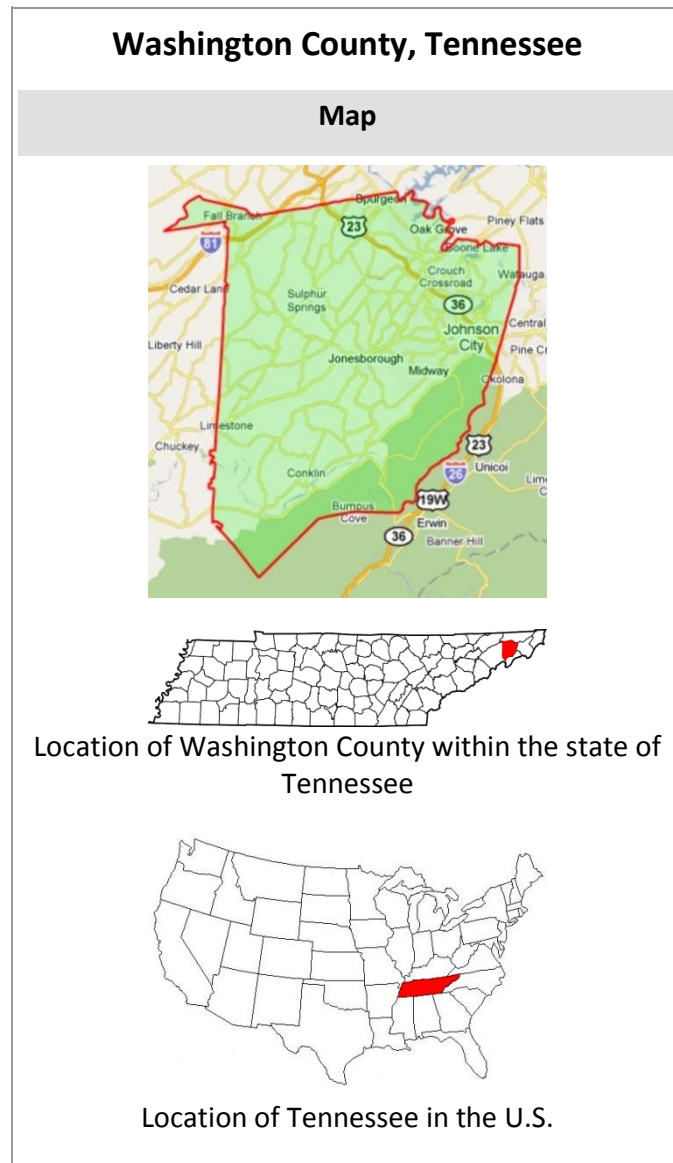 Washington County, Tennessee
Map
Spurgeon
Fall Branch
23
Oak Grove
Piney Flats
81
Boone Lake
Crouch
Crossroad
Watauga
Cedar Lane
Sulphur
Springs
36
Johnson
City
Central
Liberty Hill
Jonesborough
Midway
Pine Cr
Okolona
Limestone
Chuckey
23
Conklin
26
Unicoi
Lime
C
Bumpus
Cove
19W
Erwin
36
Banner Hill
Location of Washington County within the state of
Tennessee
Location of Tennessee in the U.S.